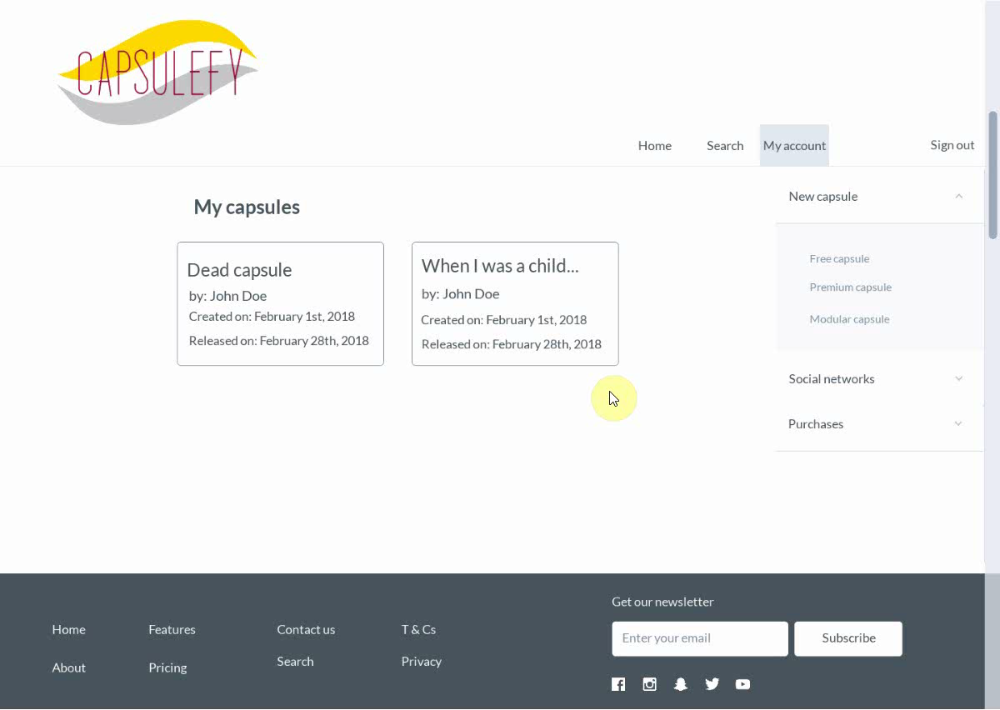 CAPSULEFY
Home
Search
My account
Sign out
My capsules
Dead capsule
by: John Doe
Created on: February 1st, 2018
Released on: February 28th, 2018
When I was a child...
by: John Doe
Created on: February 1st, 2018
Released on: February 28th, 2018
New capsule
Free capsule
Premium capsule
Modular capsule
Social networks
Purchases
Home
About
Features
Pricing
Contact us
Search
T & Cs
Privacy
Get our newsletter
Enter your email
Subscribe